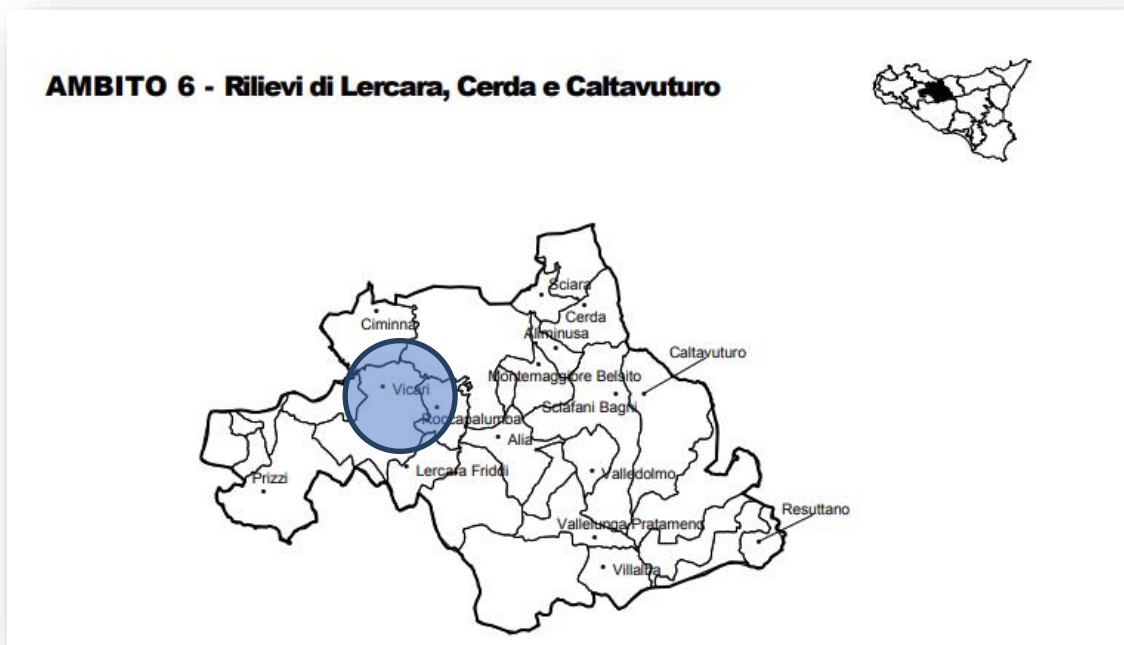 AMBITO 6 - Rilievi di Lercara, Cerda e Caltavuturo
Sciara
Cerda
Ciminna
Aliminusa
Caltavuturo
Montemaggiore Belsito
Vicari
Sclafani Bagni
Roccapalumba
Alia
Lercara Friddi
Valledolmo
Prizzi
Resuttano
Vallelunga Pratameno
Villalba